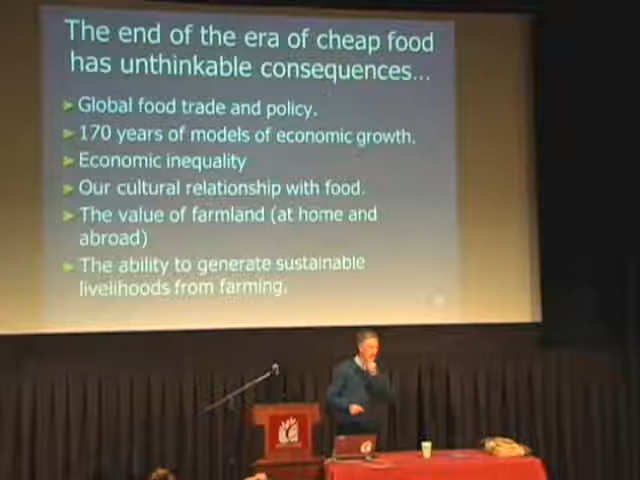 The end of the era of cheap food
has unthinkable consequences...
Global food trade and policy.
170 years of models of economic growth.
Economic inequality
Our cultural relationship with food.
The value of farmland (at home and
abroad)
The ability to generate sustainable
livelihoods from farming.